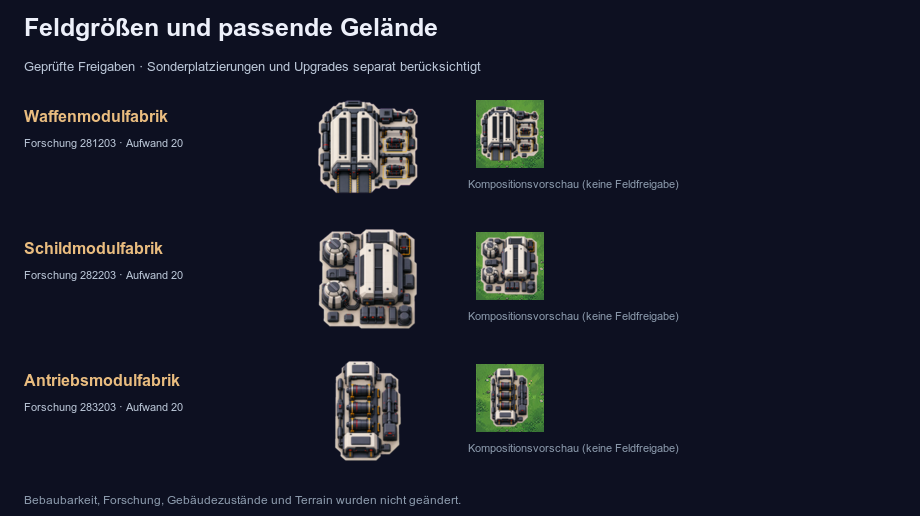 Feldgrößen und passende Gelände
Geprüfte Freigaben · Sonderplatzierungen und Upgrades separat berücksichtigt
Waffenmodulfabrik
Forschung 281203 · Aufwand 20
Kompositionsvorschau (keine Feldfreigabe)
Schildmodulfabrik
Forschung 282203 · Aufwand 20
Kompositionsvorschau (keine Feldfreigabe)
Antriebsmodulfabrik
Forschung 283203 · Aufwand 20
Kompositionsvorschau (keine Feldfreigabe)
Bebaubarkeit, Forschung, Gebäudezustände und Terrain wurden nicht geändert.